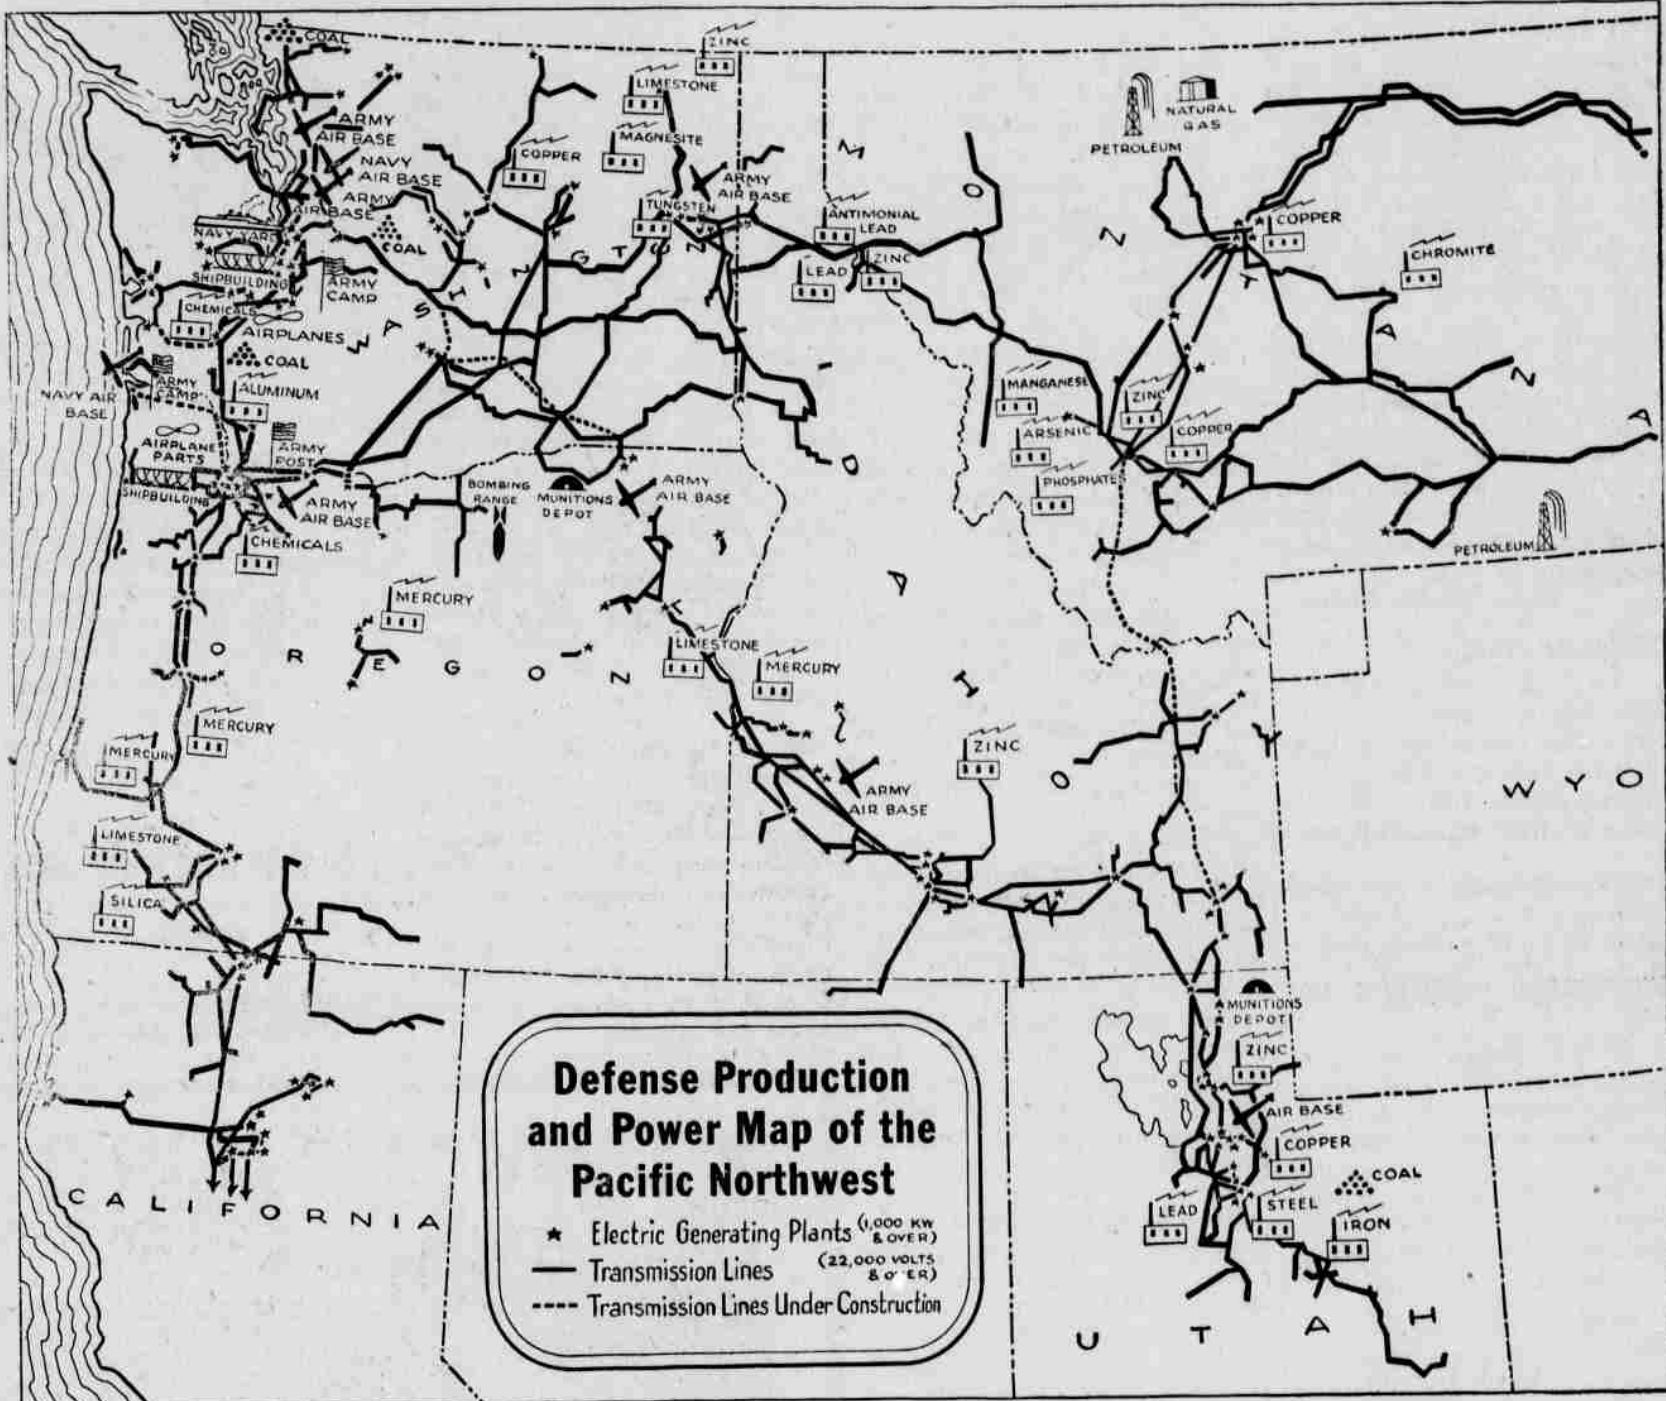 COAL
ZINC
LIMESTONE
ARMY
AIR BASE
NAVY
AIR BASE
ARMY
AIR BASE
COPPER
MAGNESITE
ARMY
AIR BASE
TUNGSTEN
PETROLEUM
NATURAL
GAS
ANTIMONIAL
LEAD
COPPER
CHROMITE
NAVY YARD
COAL
SHIPBUILDING
ARMY
CAMP
LEAD
ZINC
CHEMICALS
AIRPLANES
COAL
WASHINGTON
MONTANA
NAVY AIR
BASE
ARMY
CAMP
ALUMINUM
MANGANESE
ZINC
ARSENIC
COPPER
AIRPLANE
PARTS
ARMY
POST
SHIPBUILDING
ARMY
AIR BASE
BOMBING
RANGE
MUNITIONS
DEPOT
ARMY
AIR BASE
PHOSPHATES
PETROLEUM
CHEMICALS
MERCURY
OREGON
LIMESTONE
MERCURY
IDAHO
MERCURY
MERCURY
ZINC
ARMY
AIR BASE
WYO
LIMESTONE
SILICA
MUNITIONS
DEPOT
ZINC
AIR BASE
COPPER
COAL
LEAD
STEEL
IRON
CALIFORNIA
UTAH
Defense Production
and Power Map of the
Pacific Northwest
Electric Generating Plants (1,000 KW & OVER)
Transmission Lines (22,000 VOLTS & OVER)
Transmission Lines Under Construction